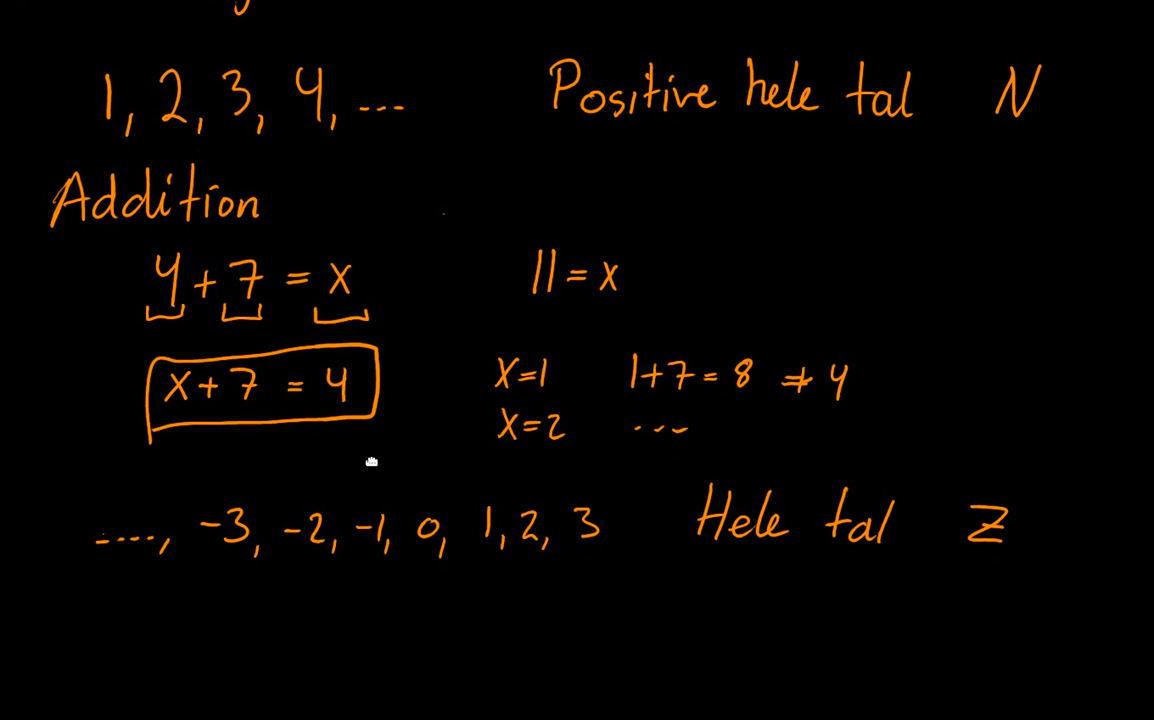 1, 2, 3, 4, ... Positive hele tal N
Addition
4 + 7 = x 11 = x
x + 7 = 4 x=1 1+7 = 8 ≠ 4
x=2 ...
...., -3, -2, -1, 0, 1, 2, 3 Hele tal Z